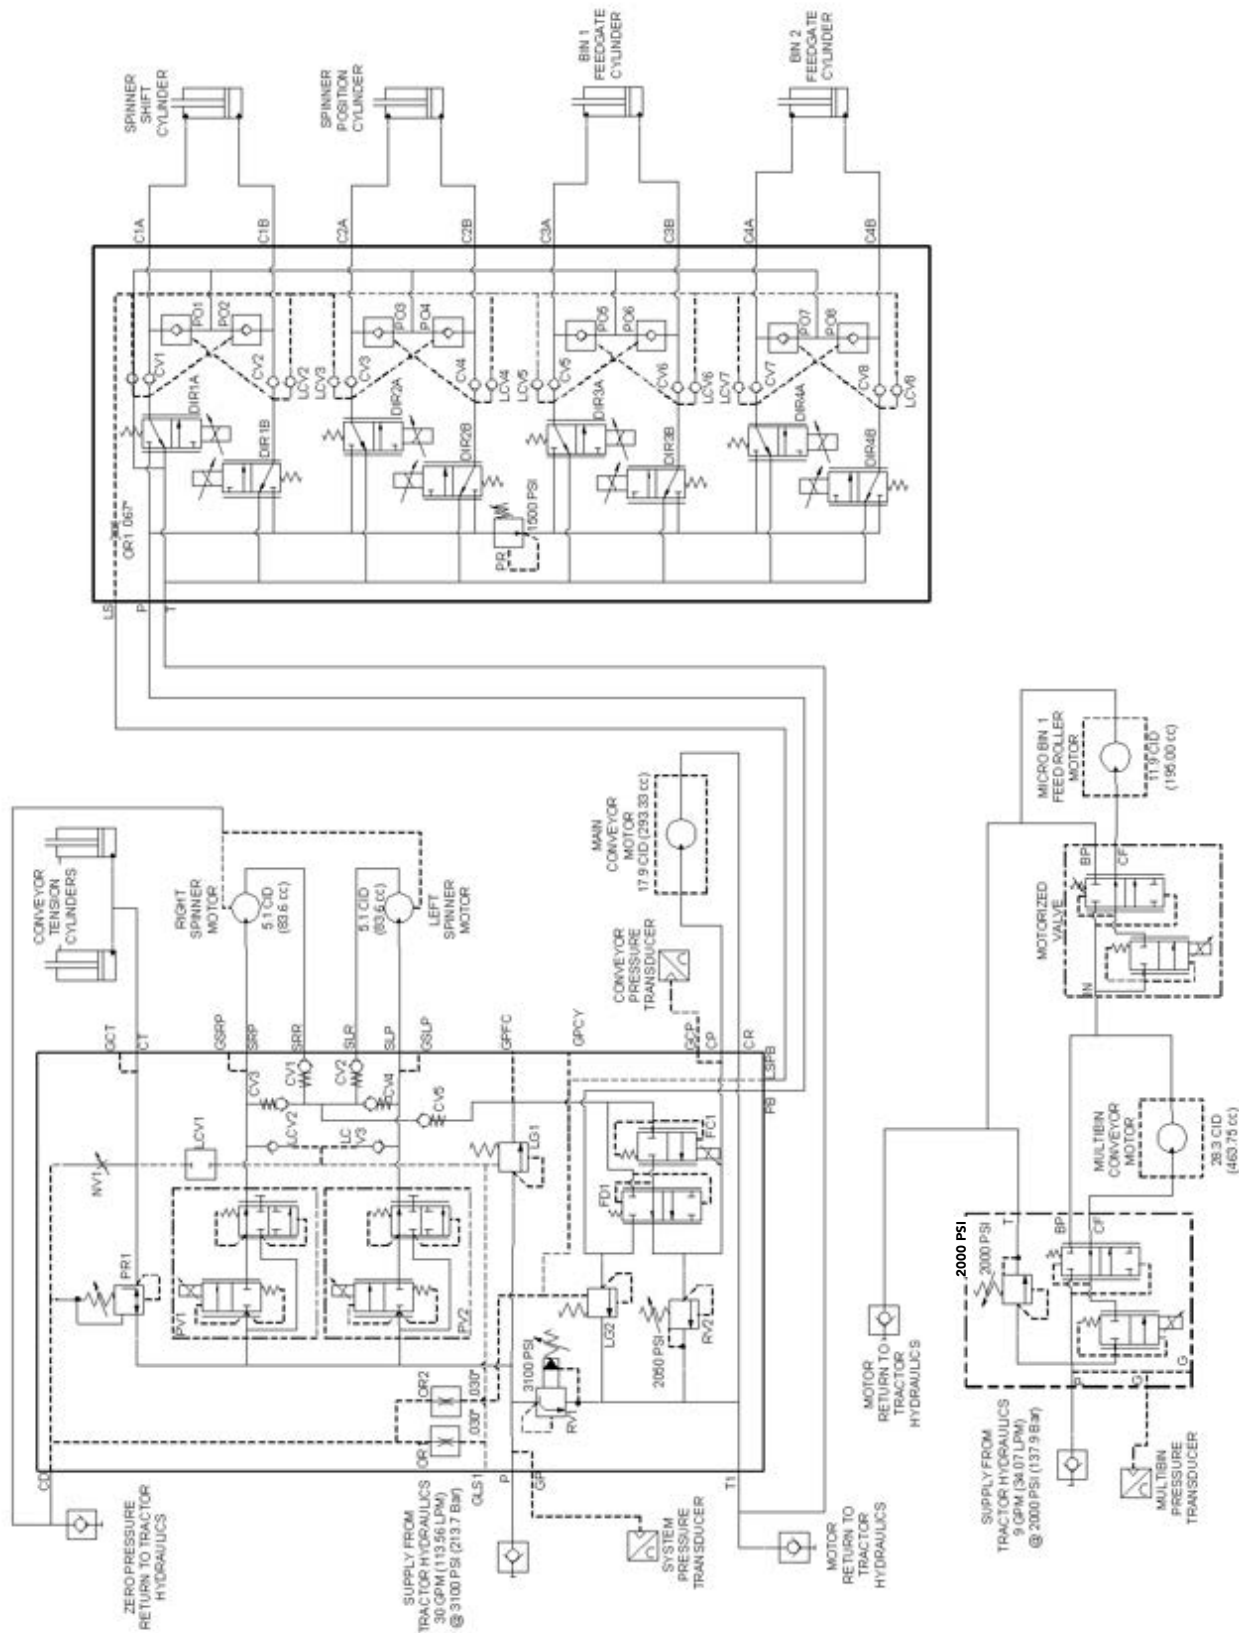 SPINNER
SHIFT
CYLINDER
SPINNER
POSITION
CYLINDER
BIN 1
FEEDGATE
CYLINDER
BIN 2
FEEDGATE
CYLINDER
C1A
C1B
C2A
C2B
C3A
C3B
C4A
C4B
PO1
PO2
PO3
PO4
PO5
PO6
PO7
PO8
CV1
CV2
LCV2
LCV3
CV3
CV4
LCV4
LCV5
CV5
CV6
LCV6
LCV7
CV7
CV8
LCV8
DIR1A
DIR1B
DIR2A
DIR2B
DIR3A
DIR3B
DIR4A
DIR4B
OR1 .067"
PR
1500 PSI
LS
P
T
CONVEYOR
TENSION
CYLINDERS
RIGHT
SPINNER
MOTOR
5.1 CID
(83.6 cc)
5.1 CID
(83.6 cc)
LEFT
SPINNER
MOTOR
CONVEYOR
PRESSURE
TRANSDUCER
MAIN
CONVEYOR
MOTOR
17.9 CID (293.33 cc)
GCT
CT
GSRP
SRP
SRR
SLR
SLP
GSLP
GPFC
GPCY
GCP
CP
CR
LSPB
PB
NV1
LCV1
CV3
CV1
CV2
CV4
CV5
LCV2
LC
V3
PR1
PV1
PV2
LG1
FD1
FC1
LG2
RV2
2050 PSI
3100 PSI
RV1
OR2
.030"
OR
.030"
CD
GLS1
P
GP
T1
ZERO PRESSURE
RETURN TO TRACTOR
HYDRAULICS
SUPPLY FROM
TRACTOR HYDRAULICS
30 GPM (113.56 LPM)
@ 3100 PSI (213.7 Bar)
SYSTEM
PRESSURE
TRANSDUCER
MOTOR
RETURN TO
TRACTOR
HYDRAULICS
MICRO BIN 1
FEED ROLLER
MOTOR
11.9 CID
(195.00 cc)
MOTORIZED
VALVE
BP
CF
IN
MULTIBIN
CONVEYOR
MOTOR
28.3 CID
(463.75 cc)
2000 PSI
2000 PSI
T
BP
CF
P
G
G
MOTOR
RETURN TO
TRACTOR
HYDRAULICS
SUPPLY FROM
TRACTOR HYDRAULICS
9 GPM (34.07 LPM)
@ 2000 PSI (137.9 Bar)
MULTIBIN
PRESSURE
TRANSDUCER